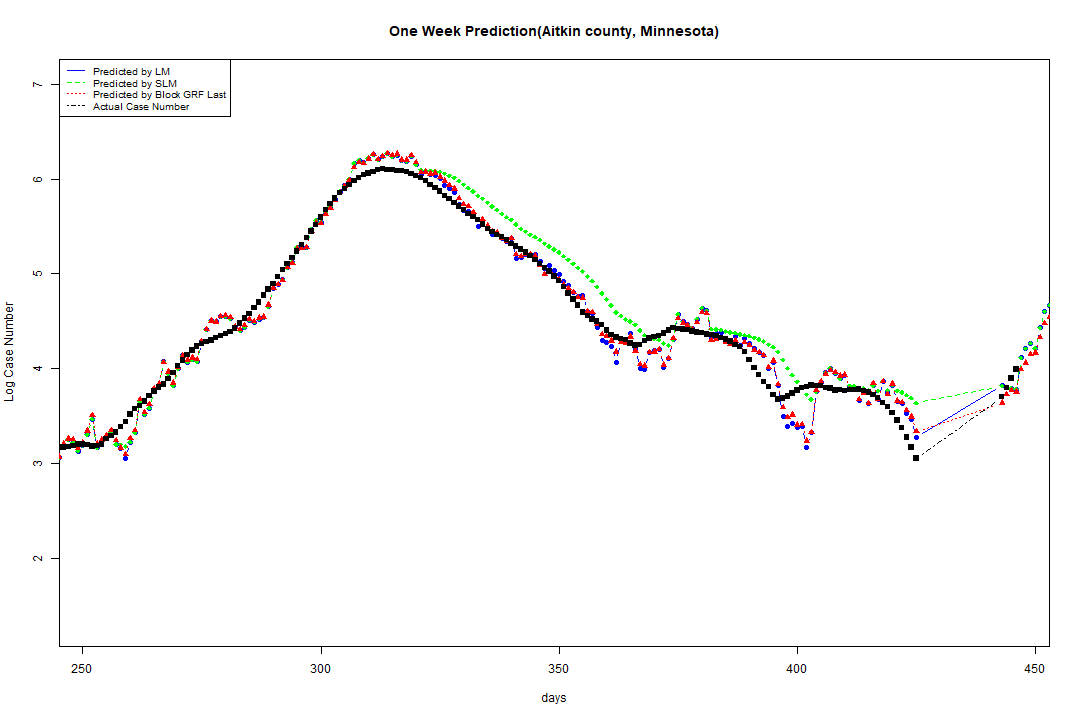 One Week Prediction(Aitkin county, Minnesota)
Predicted by LM
Predicted by SLM
Predicted by Block GRF Last
Actual Case Number
7
6
5
4
3
2
Log Case Number
250 300 350 400 450
days